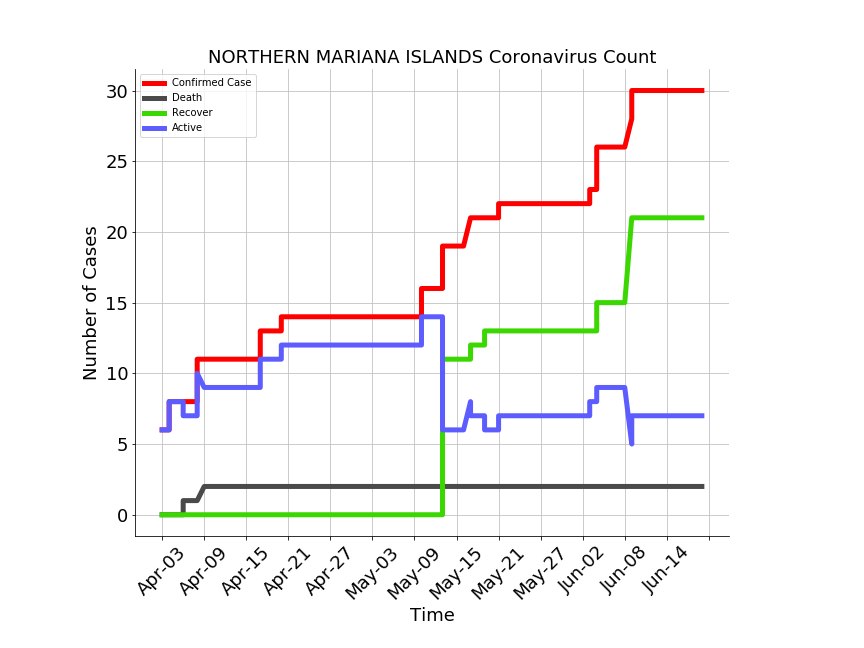 NORTHERN MARIANA ISLANDS Coronavirus Count
Confirmed Case
Death
Recover
Active
Number of Cases
30
25
20
15
10
5
0
Apr-03
Apr-09
Apr-15
Apr-21
Apr-27
May-03
May-09
May-15
May-21
May-27
Jun-02
Jun-08
Jun-14
Time